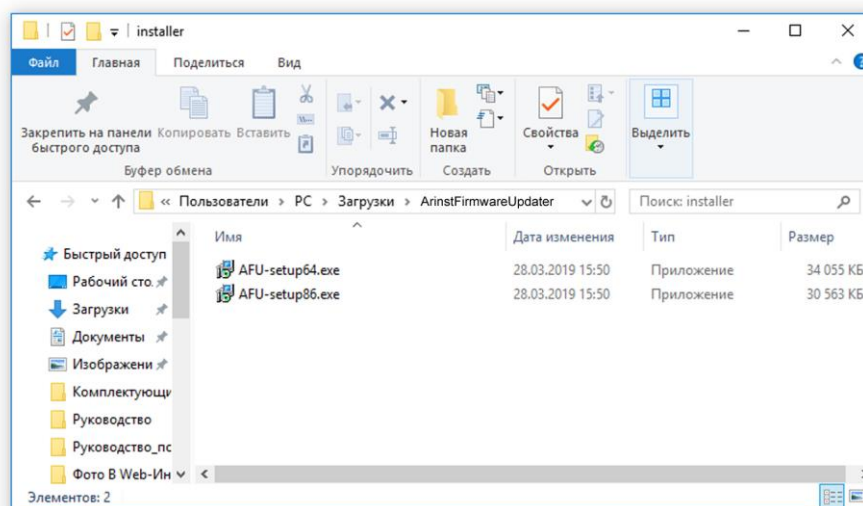 installer
Файл Главная Поделиться Вид
Закрепить на панели быстрого доступа
Копировать
Вставить
Буфер обмена
Упорядочить
Новая папка
Создать
Свойства
Открыть
Выделить
« Пользователи › PC › Загрузки › ArinstFirmwareUpdater
Поиск: installer
Имя Дата изменения Тип Размер
AFU-setup64.exe 28.03.2019 15:50 Приложение 34 055 КБ
AFU-setup86.exe 28.03.2019 15:50 Приложение 30 563 КБ
Быстрый доступ
Рабочий сто.
Загрузки
Документы
Изображени
Комплектующи
Руководство
Руководство_пс
Фото В Web-Ин
Элементов: 2